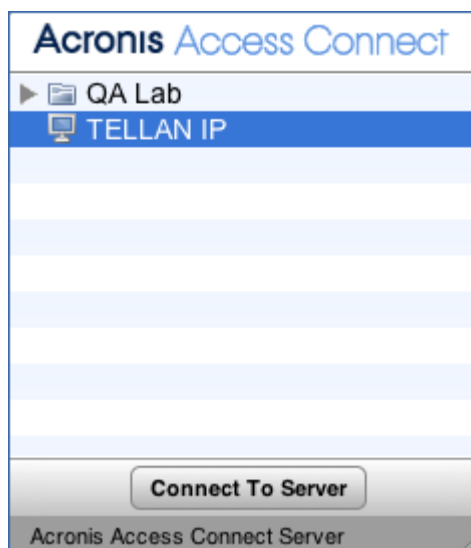 Acronis Access Connect
QA Lab
TELLAN IP
Connect To Server
Acronis Access Connect Server